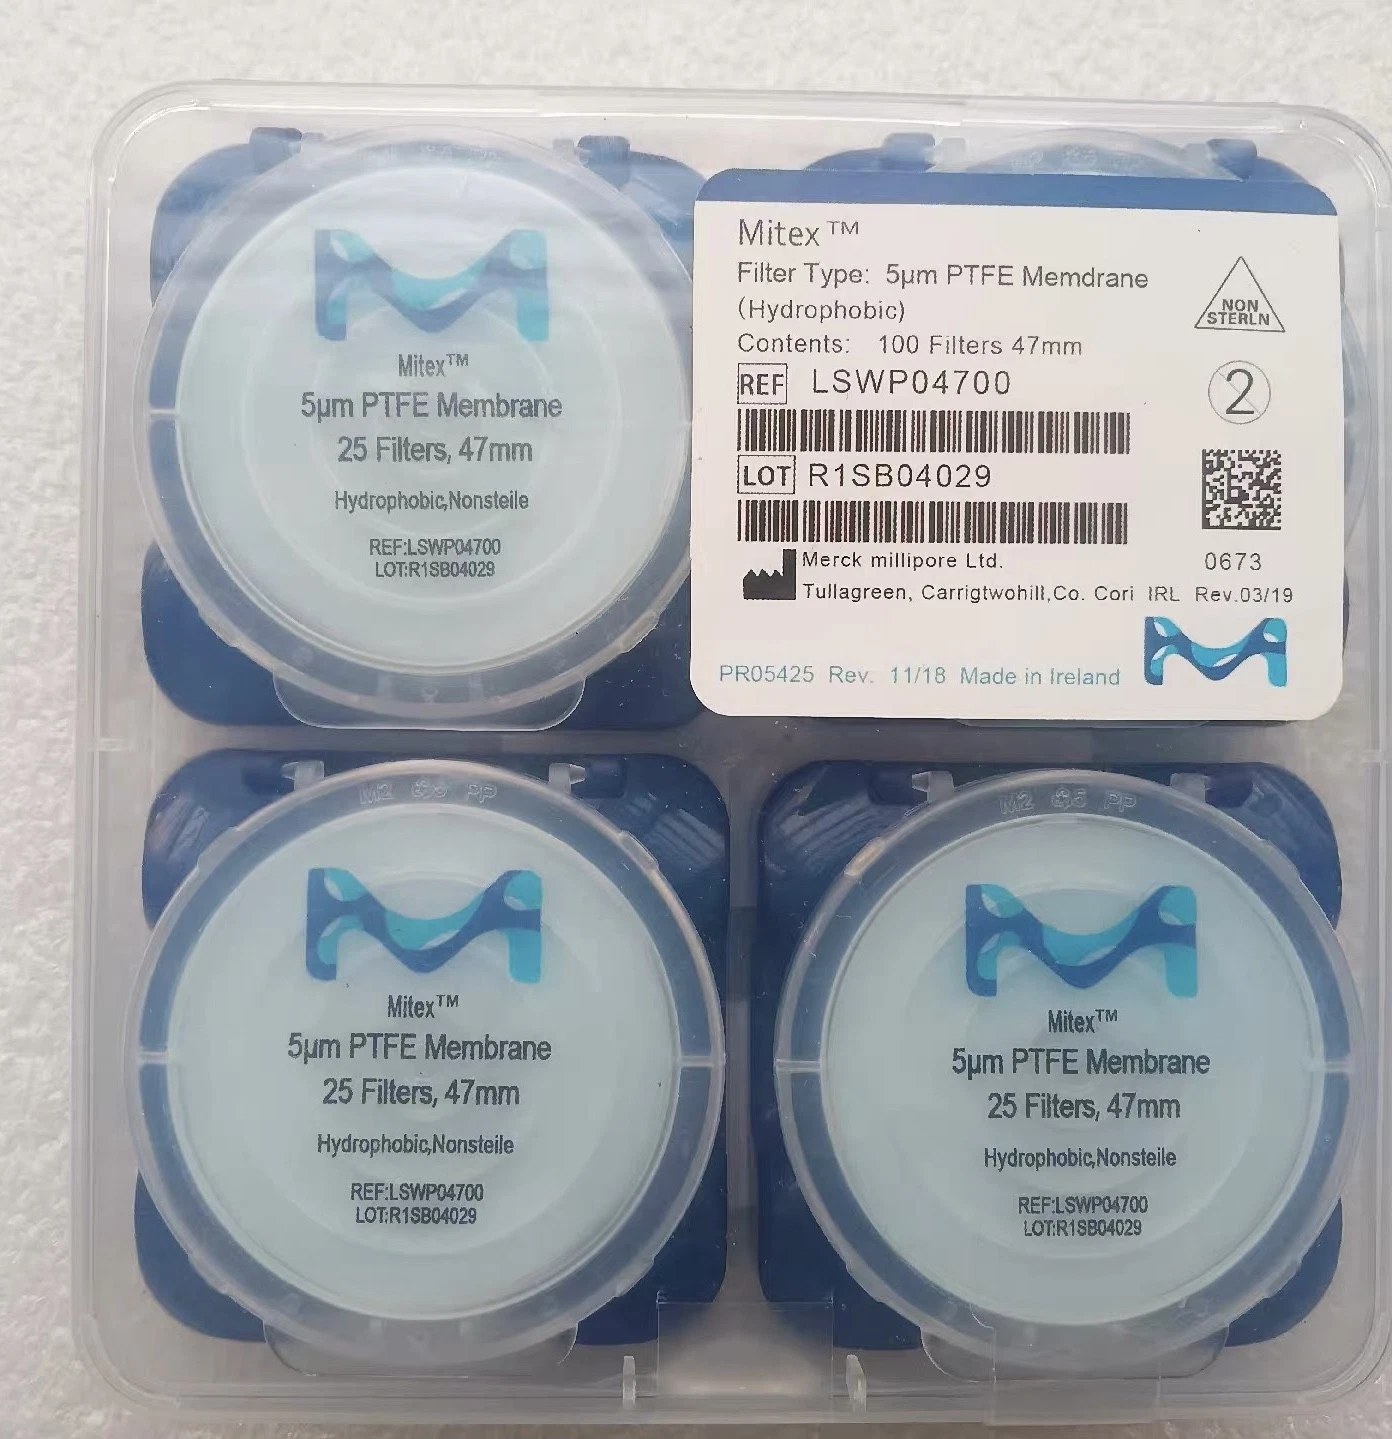 Mitex™
5µm PTFE Membrane
25 Filters, 47mm
Hydrophobic,Nonsteile
REF:LSWP04700
LOT:R1SB04029
Mitex™
Filter Type: 5µm PTFE Memdrane
(Hydrophobic)
Contents: 100 Filters 47mm
REF LSWP04700
LOT R1SB04029
Merck millipore Ltd.
Tullagreen, Carrigtwohill,Co. Cori IRL Rev.03/19
PR05425 Rev. 11/18 Made in Ireland
NON
STERLN
2
0673
M2 PP
Mitex™
5µm PTFE Membrane
25 Filters, 47mm
Hydrophobic,Nonsteile
REF:LSWP04700
LOT:R1SB04029
M2 PP
Mitex™
5µm PTFE Membrane
25 Filters, 47mm
Hydrophobic,Nonsteile
REF:LSWP04700
LOT:R1SB04029